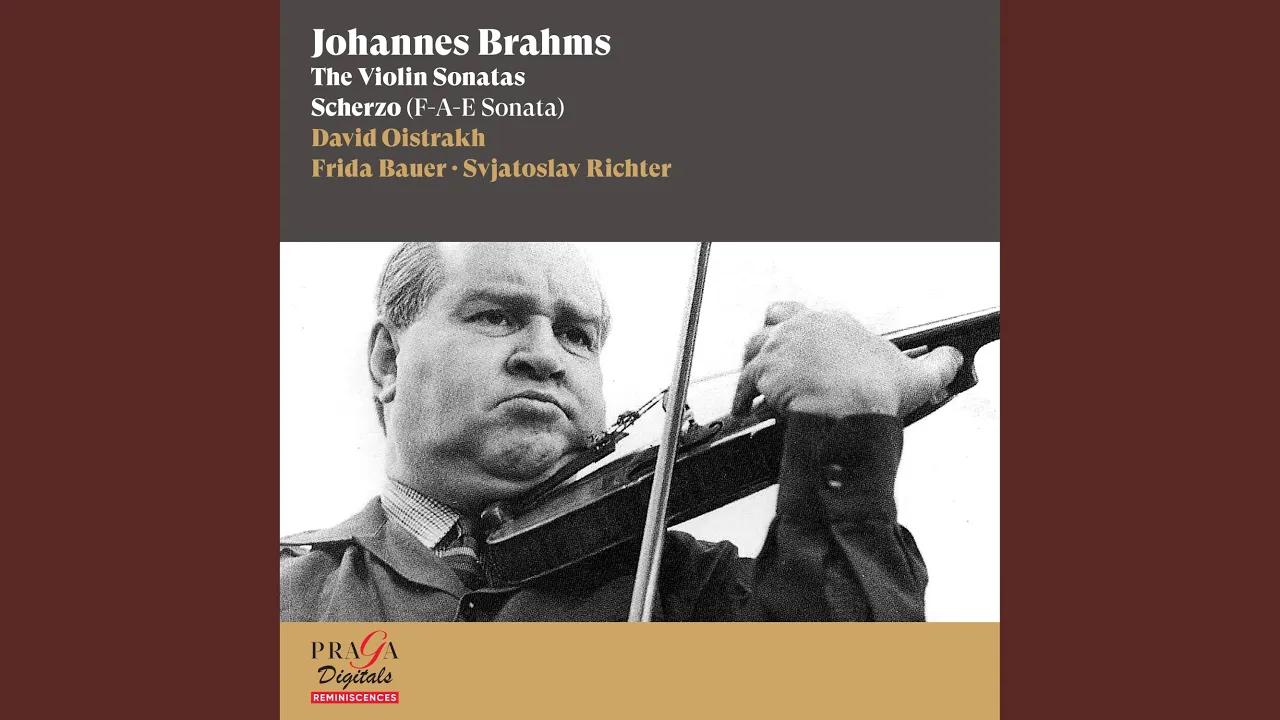 Johannes Brahms
The Violin Sonatas
Scherzo (F-A-E Sonata)
David Oistrakh
Frida Bauer · Svjatoslav Richter
PRAGA
Digitals
REMINISCENCES